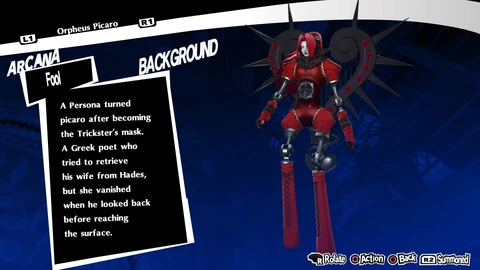 L1 Orpheus Picaro R1
ARCANA
Fool
BACKGROUND
A Persona turned
picaro after becoming
the Trickster's mask.
A Greek poet who
tried to retrieve
his wife from Hades,
but she vanished
when he looked back
before reaching
the surface.
R Rotate Action Back R2 Summoned